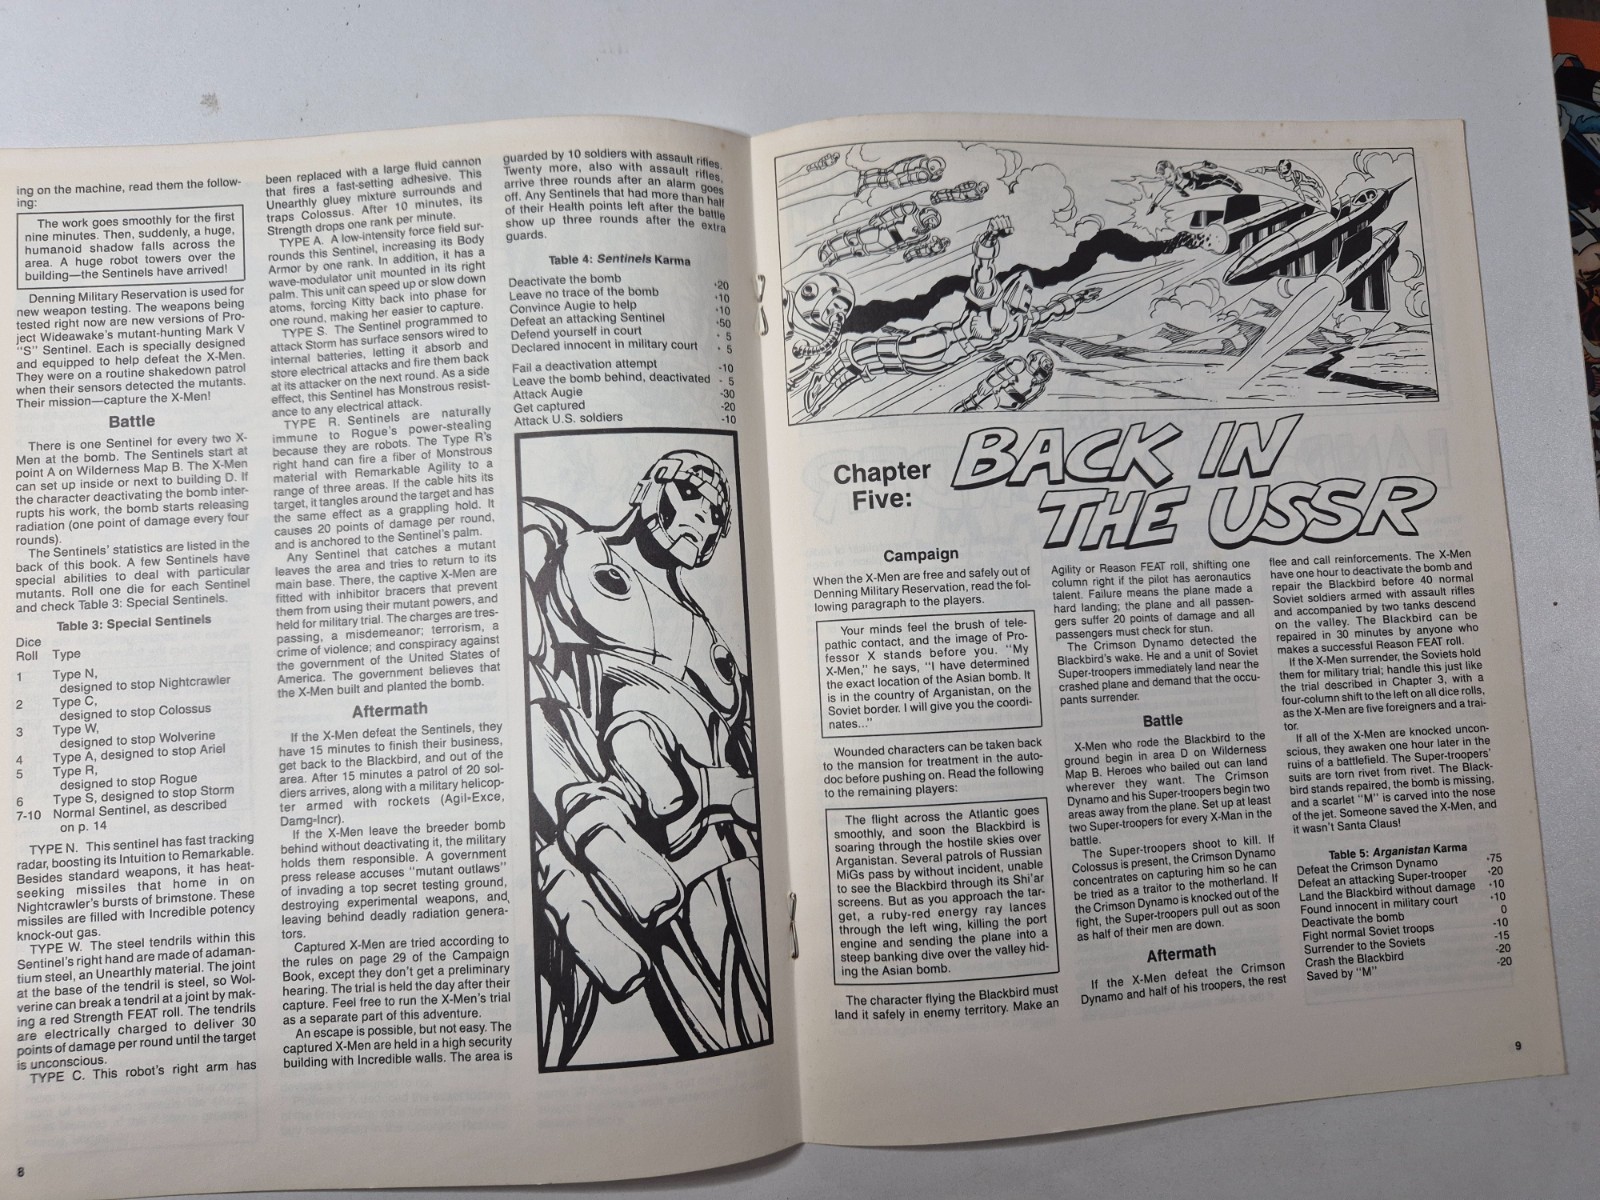 ing on the machine, read them the follow-
ing:
The work goes smoothly for the first
nine minutes. Then, suddenly, a huge,
humanoid shadow falls across the
area. A huge robot towers over the
building—the Sentinels have arrived!
Denning Military Reservation is used for
new weapon testing. The weapons being
tested right now are new versions of Pro-
ject Wideawake's mutant-hunting Mark V
"S" Sentinel. Each is specially designed
and equipped to help defeat the X-Men.
They were on a routine shakedown patrol
when their sensors detected the mutants.
Their mission—capture the X-Men!
Battle
There is one Sentinel for every two X-
Men at the bomb. The Sentinels start at
point A on Wilderness Map B. The X-Men
can set up inside or next to building D. If
the character deactivating the bomb inter-
rupts his work, the bomb starts releasing
radiation (one point of damage every four
rounds).
The Sentinels' statistics are listed in the
back of this book. A few Sentinels have
special abilities to deal with particular
mutants. Roll one die for each Sentinel
and check Table 3: Special Sentinels.
Table 3: Special Sentinels
Dice
Roll Type
1 Type N,
designed to stop Nightcrawler
2 Type C,
designed to stop Colossus
3 Type W,
designed to stop Wolverine
4 Type A, designed to stop Ariel
5 Type R,
designed to stop Rogue
6 Type S, designed to stop Storm
7-10 Normal Sentinel, as described
on p. 14
TYPE N. This sentinel has fast tracking
radar, boosting its Intuition to Remarkable.
Besides standard weapons, it has heat-
seeking missiles that home in on
Nightcrawler's bursts of brimstone. These
missiles are filled with Incredible potency
knock-out gas.
TYPE W. The steel tendrils within this
Sentinel's right hand are made of adaman-
tium steel, an Unearthly material. The joint
at the base of the tendril is steel, so Wol-
verine can break a tendril at a joint by mak-
ing a red Strength FEAT roll. The tendrils
are electrically charged to deliver 30
points of damage per round until the target
is unconscious.
TYPE C. This robot's right arm has
8
been replaced with a large fluid cannon
that fires a fast-setting adhesive. This
Unearthly gluey mixture surrounds and
traps Colossus. After 10 minutes, its
Strength drops one rank per minute.
TYPE A. A low-intensity force field sur-
rounds this Sentinel, increasing its Body
Armor by one rank. In addition, it has a
wave-modulator unit mounted in its right
palm. This unit can speed up or slow down
atoms, forcing Kitty back into phase for
one round, making her easier to capture.
TYPE S. The Sentinel programmed to
attack Storm has surface sensors wired to
internal batteries, letting it absorb and
store electrical attacks and fire them back
at its attacker on the next round. As a side
effect, this Sentinel has Monstrous resist-
ance to any electrical attack.
TYPE R. Sentinels are naturally
immune to Rogue's power-stealing
because they are robots. The Type R's
right hand can fire a fiber of Monstrous
material with Remarkable Agility to a
range of three areas. If the cable hits its
target, it tangles around the target and has
the same effect as a grappling hold. It
causes 20 points of damage per round,
and is anchored to the Sentinel's palm.
Any Sentinel that catches a mutant
leaves the area and tries to return to its
main base. There, the captive X-Men are
fitted with inhibitor bracers that prevent
them from using their mutant powers, and
held for military trial. The charges are tres-
passing, a misdemeanor; terrorism, a
crime of violence; and conspiracy against
the government of the United States of
America. The government believes that
the X-Men built and planted the bomb.
Aftermath
If the X-Men defeat the Sentinels, they
have 15 minutes to finish their business,
get back to the Blackbird, and out of the
area. After 15 minutes a patrol of 20 sol-
diers arrives, along with a military helicop-
ter armed with rockets (Agil-Exce,
Damg-Incr).
If the X-Men leave the breeder bomb
behind without deactivating it, the military
holds them responsible. A government
press release accuses "mutant outlaws"
of invading a top secret testing ground,
destroying experimental weapons, and,
leaving behind deadly radiation genera-
tors.
Captured X-Men are tried according to
the rules on page 29 of the Campaign
Book, except they don't get a preliminary
hearing. The trial is held the day after their
capture. Feel free to run the X-Men's trial
as a separate part of this adventure.
An escape is possible, but not easy. The
captured X-Men are held in a high security
building with Incredible walls. The area is
guarded by 10 soldiers with assault rifles.
Twenty more, also with assault rifles,
arrive three rounds after an alarm goes
off. Any Sentinels that had more than half
of their Health points left after the battle
show up three rounds after the extra
guards.
Table 4: Sentinels Karma
Deactivate the bomb +20
Leave no trace of the bomb +10
Convince Augie to help +10
Defeat an attacking Sentinel +50
Defend yourself in court + 5
Declared innocent in military court + 5
Fail a deactivation attempt -10
Leave the bomb behind, deactivated - 5
Attack Augie -30
Get captured -20
Attack U.S. soldiers -10
Chapter
Five:
BACK IN
THE USSR
Campaign
When the X-Men are free and safely out of
Denning Military Reservation, read the fol-
lowing paragraph to the players.
Your minds feel the brush of tele-
pathic contact, and the image of Pro-
fessor X stands before you. "My
X-Men," he says, "I have determined
the exact location of the Asian bomb. It
is in the country of Arganistan, on the
Soviet border. I will give you the coordi-
nates..."
Wounded characters can be taken back
to the mansion for treatment in the auto-
doc before pushing on. Read the following
to the remaining players:
The flight across the Atlantic goes
smoothly, and soon the Blackbird is
soaring through the hostile skies over
Arganistan. Several patrols of Russian
MiGs pass by without incident, unable
to see the Blackbird through its Shi'ar
screens. But as you approach the tar-
get, a ruby-red energy ray lances
through the left wing, killing the port
engine and sending the plane into a
steep banking dive over the valley hid-
ing the Asian bomb.
The character flying the Blackbird must
land it safely in enemy territory. Make an
Agility or Reason FEAT roll, shifting one
column right if the pilot has aeronautics
talent. Failure means the plane made a
hard landing; the plane and all passen-
gers suffer 20 points of damage and all
passengers must check for stun.
The Crimson Dynamo detected the
Blackbird's wake. He and a unit of Soviet
Super-troopers immediately land near the
crashed plane and demand that the occu-
pants surrender.
Battle
X-Men who rode the Blackbird to the
ground begin in area D on Wilderness
Map B. Heroes who bailed out can land
wherever they want. The Crimson
Dynamo and his Super-troopers begin two
areas away from the plane. Set up at least
two Super-troopers for every X-Man in the
battle.
The Super-troopers shoot to kill. If
Colossus is present, the Crimson Dynamo
concentrates on capturing him so he can
be tried as a traitor to the motherland. If
the Crimson Dynamo is knocked out of the
fight, the Super-troopers pull out as soon
as half of their men are down.
Aftermath
If the X-Men defeat the Crimson
Dynamo and half of his troopers, the rest
flee and call reinforcements. The X-Men
have one hour to deactivate the bomb and
repair the Blackbird before 40 normal
Soviet soldiers armed with assault rifles
and accompanied by two tanks descend
on the valley. The Blackbird can be
repaired in 30 minutes by anyone who
makes a successful Reason FEAT roll.
If the X-Men surrender, the Soviets hold
them for military trial; handle this just like
the trial described in Chapter 3, with a
four-column shift to the left on all dice rolls,
as the X-Men are five foreigners and a trai-
tor.
If all of the X-Men are knocked uncon-
scious, they awaken one hour later in the
ruins of a battlefield. The Super-troopers'
suits are torn rivet from rivet. The Black-
bird stands repaired, the bomb is missing,
and a scarlet "M" is carved into the nose
of the jet. Someone saved the X-Men, and
it wasn't Santa Claus!
Table 5: Arganistan Karma
Defeat the Crimson Dynamo +75
Defeat an attacking Super-trooper +20
Land the Blackbird without damage +10
Found innocent in military court +10
Deactivate the bomb 0
Fight normal Soviet troops -10
Surrender to the Soviets -15
Crash the Blackbird -20
Saved by "M" -20
9